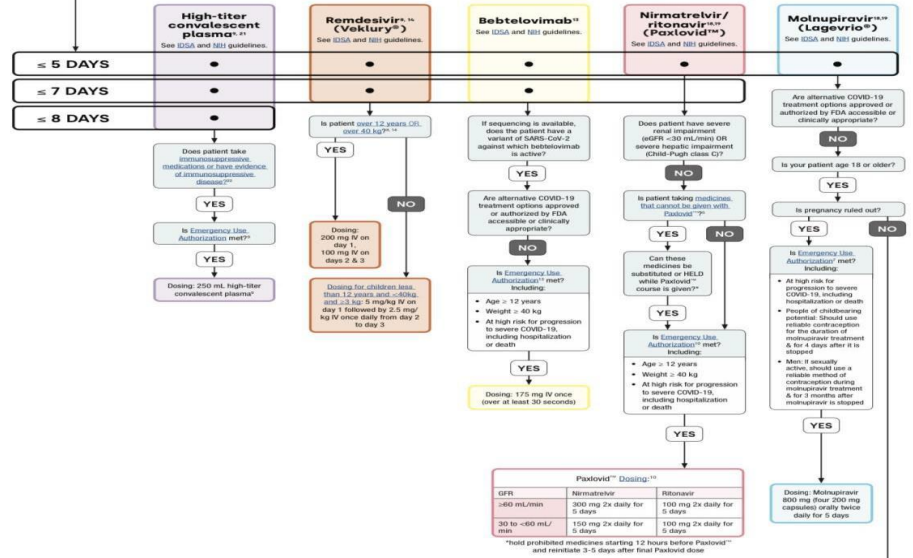 High-titer
convalescent
plasma⁹, ²¹
See IDSA and NIH guidelines.
Remdesivir⁹, ¹⁴
(Veklury®)
See IDSA and NIH guidelines.
Bebtelovimab¹³
See IDSA and NIH guidelines.
Nirmatrelvir/
ritonavir¹⁸,¹⁹
(Paxlovid™)
See IDSA and NIH guidelines.
Molnupiravir¹⁸,¹⁹
(Lagevrio®)
See IDSA and NIH guidelines.
≤ 5 DAYS
≤ 7 DAYS
≤ 8 DAYS
Does patient take
immunosuppressive
medications or have evidence
of immunosuppressive
disease?
YES
Is Emergency Use
Authorization met?
YES
Dosing: 250 mL high-titer
convalescent plasma
Is patient over 12 years OR
over 40 kg?
YES
NO
Dosing:
200 mg IV on
day 1,
100 mg IV on
days 2 & 3
Dosing for children less
than 12 years and <40kg
and ≥3 kg: 5 mg/kg IV on
day 1 followed by 2.5 mg/
kg IV once daily from day 2
to day 3
If sequencing is available,
does the patient have a
variant of SARS-CoV-2
against which bebtelovimab
is active?
YES
Are alternative COVID-19
treatment options approved
or authorized by FDA
accessible or clinically
appropriate?
NO
Is Emergency Use
Authorization¹³ met?
Including:
• Age ≥ 12 years
• Weight ≥ 40 kg
• At high risk for progression
to severe COVID-19,
including hospitalization
or death
YES
Dosing: 175 mg IV once
(over at least 30 seconds)
Does patient have severe
renal impairment
(eGFR <30 mL/min) OR
severe hepatic impairment
(Child-Pugh class C)?
NO
Is patient taking medicines
that cannot be given with
Paxlovid™?
YES
NO
Can these
medicines be
substituted or HELD
while Paxlovid™
course is given?*
YES
Is Emergency Use
Authorization¹⁰ met?
Including:
• Age ≥ 12 years
• Weight ≥ 40 kg
• At high risk for progression
to severe COVID-19,
including hospitalization
or death
YES
Paxlovid™ Dosing:¹⁰
GFR Nirmatrelvir Ritonavir
≥60 mL/min 300 mg 2x daily for 100 mg 2x daily for
5 days 5 days
30 to <60 mL/ 150 mg 2x daily for 100 mg 2x daily for
min 5 days 5 days
*hold prohibited medicines starting 12 hours before Paxlovid™
and reinitiate 3-5 days after final Paxlovid dose
Are alternative COVID-19
treatment options approved or
authorized by FDA accessible or
clinically appropriate?
NO
Is your patient age 18 or older?
YES
Is pregnancy ruled out?
YES
NO
Is Emergency Use
Authorization met?
Including:
• At high risk for
progression to severe
COVID-19, including
hospitalization or death
• People of childbearing
potential: Should use
reliable contraception
for the duration of
molnupiravir treatment
& for 4 days after it is
stopped
• Men: If sexually
active, should use a
reliable method of
contraception during
molnupiravir treatment
& for 3 months after
molnupiravir is stopped
YES
Dosing: Molnupiravir
800 mg (four 200 mg
capsules) orally twice
daily for 5 days